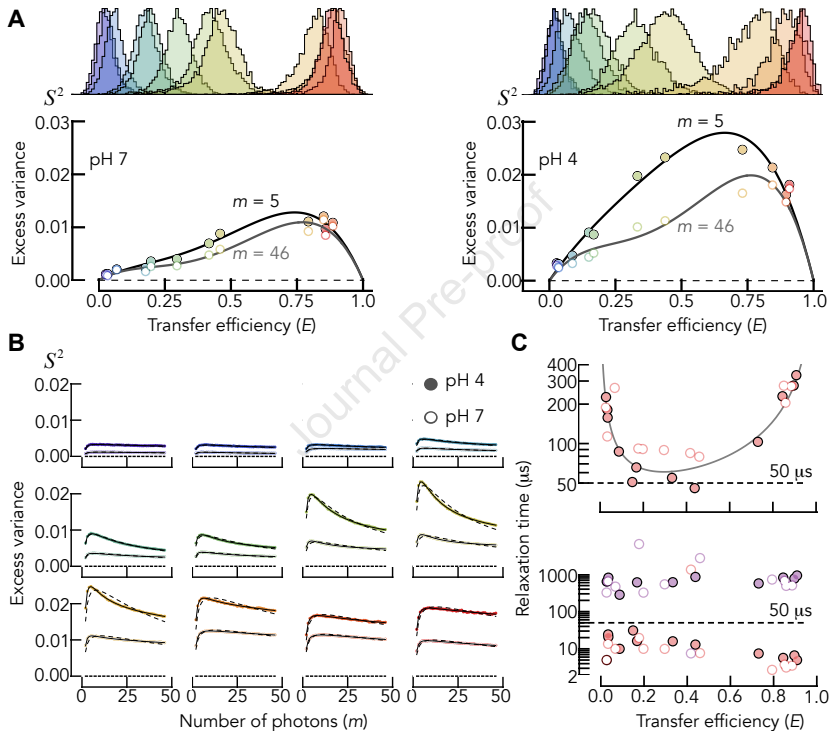 A
S²
S²
0.03
0.02
0.01
0.00
Excess variance
pH 7
m = 5
m = 46
0.0
0.25
0.5
0.75
1.0
Transfer efficiency (E)
0.03
0.02
0.01
0.00
Excess variance
pH 4
m = 5
m = 46
0.0
0.25
0.5
0.75
1.0
Transfer efficiency (E)
Journal Pre-proof
B
S²
pH 4
pH 7
0.02
0.01
0.00
0.02
0.01
0.00
0.02
0.01
0.00
Excess variance
0
25
50
0
25
50
0
25
50
0
25
50
Number of photons (m)
C
400
300
200
100
50
50 µs
Relaxation time (µs)
1000
100
10
2
50 µs
0.0
0.2
0.4
0.6
0.8
1.0
Transfer efficiency (E)